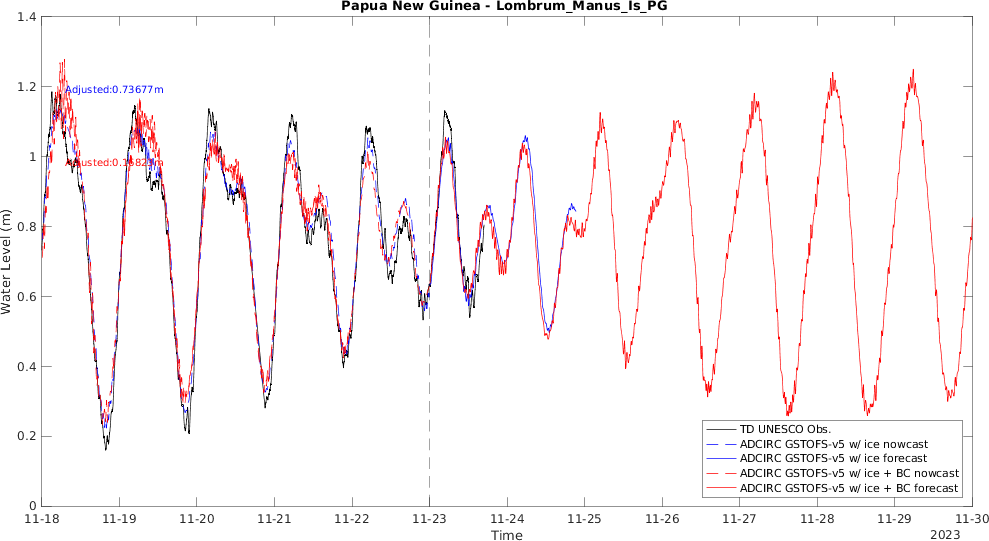 Papua New Guinea - Lombrum_Manus_Is_PG
1.4
1.2
1
0.8
0.6
0.4
0.2
0
Water Level (m)
Adjusted:0.73677m
TD UNESCO Obs.
ADCIRC GSTOFS-v5 w/ ice nowcast
ADCIRC GSTOFS-v5 w/ ice forecast
ADCIRC GSTOFS-v5 w/ ice + BC nowcast
ADCIRC GSTOFS-v5 w/ ice + BC forecast
11-18 11-19 11-20 11-21 11-22 11-23 11-24 11-25 11-26 11-27 11-28 11-29 11-30
Time
2023